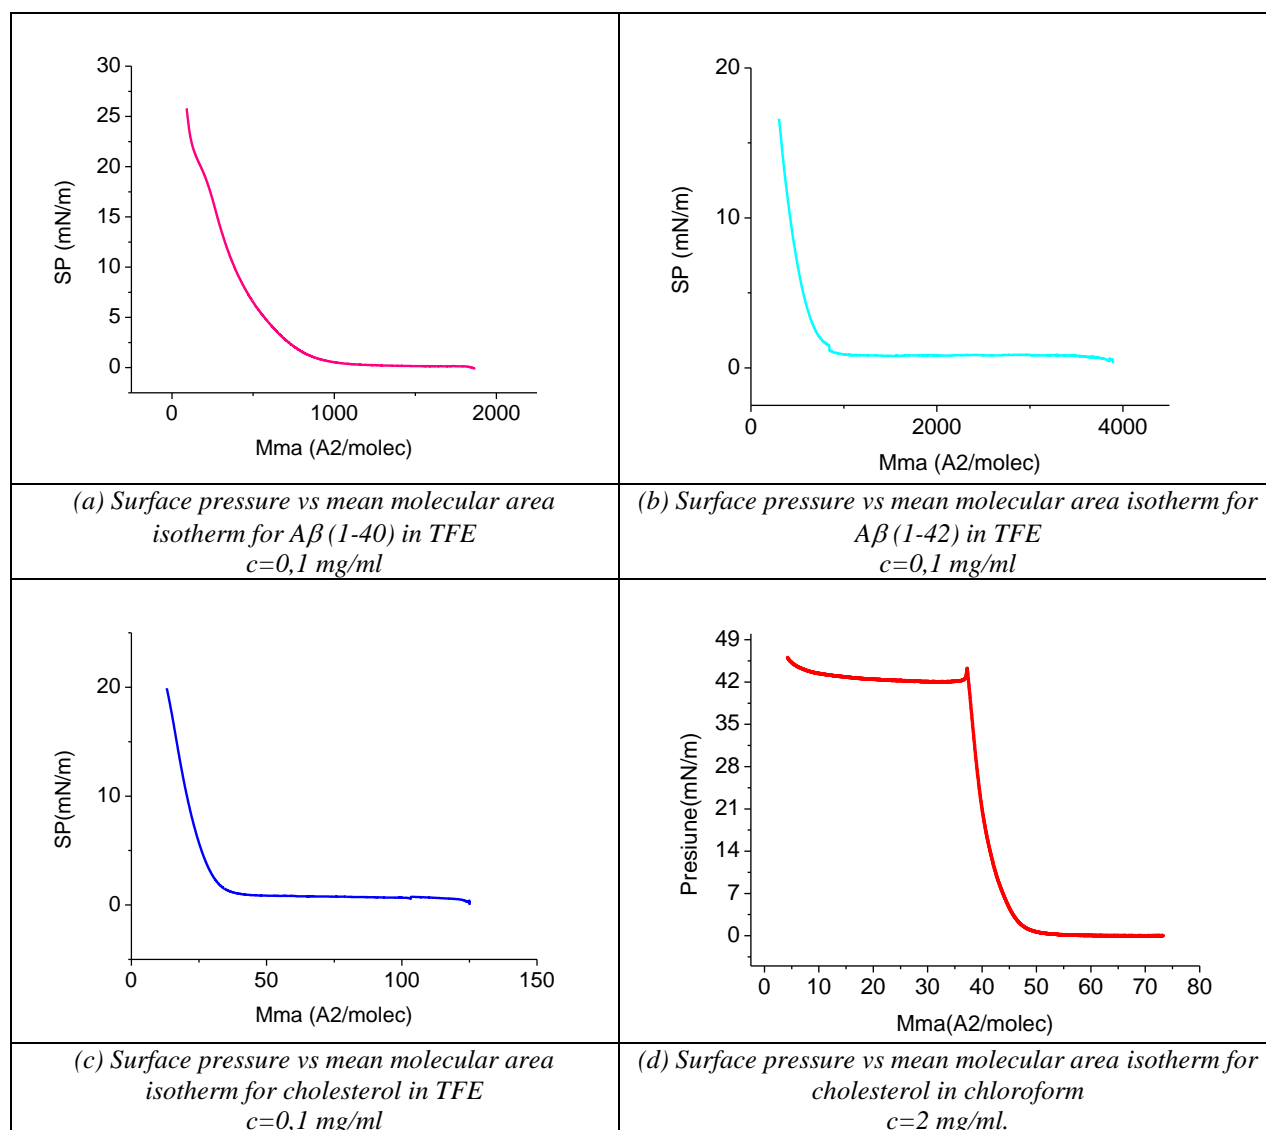 30
25
20
15
10
5
0
SP (mN/m)
0
1000
2000
Mma (A2/molec)
(a) Surface pressure vs mean molecular area
isotherm for Aβ (1-40) in TFE
c=0,1 mg/ml
20
10
0
SP (mN/m)
0
2000
4000
Mma (A2/molec)
(b) Surface pressure vs mean molecular area isotherm for
Aβ (1-42) in TFE
c=0,1 mg/ml
20
10
0
SP(mN/m)
0
50
100
150
Mma (A2/molec)
(c) Surface pressure vs mean molecular area
isotherm for cholesterol in TFE
c=0,1 mg/ml
49
42
35
28
21
14
7
0
Presiune(mN/m)
0
10
20
30
40
50
60
70
80
Mma(A2/molec)
(d) Surface pressure vs mean molecular area isotherm for
cholesterol in chloroform
c=2 mg/ml.